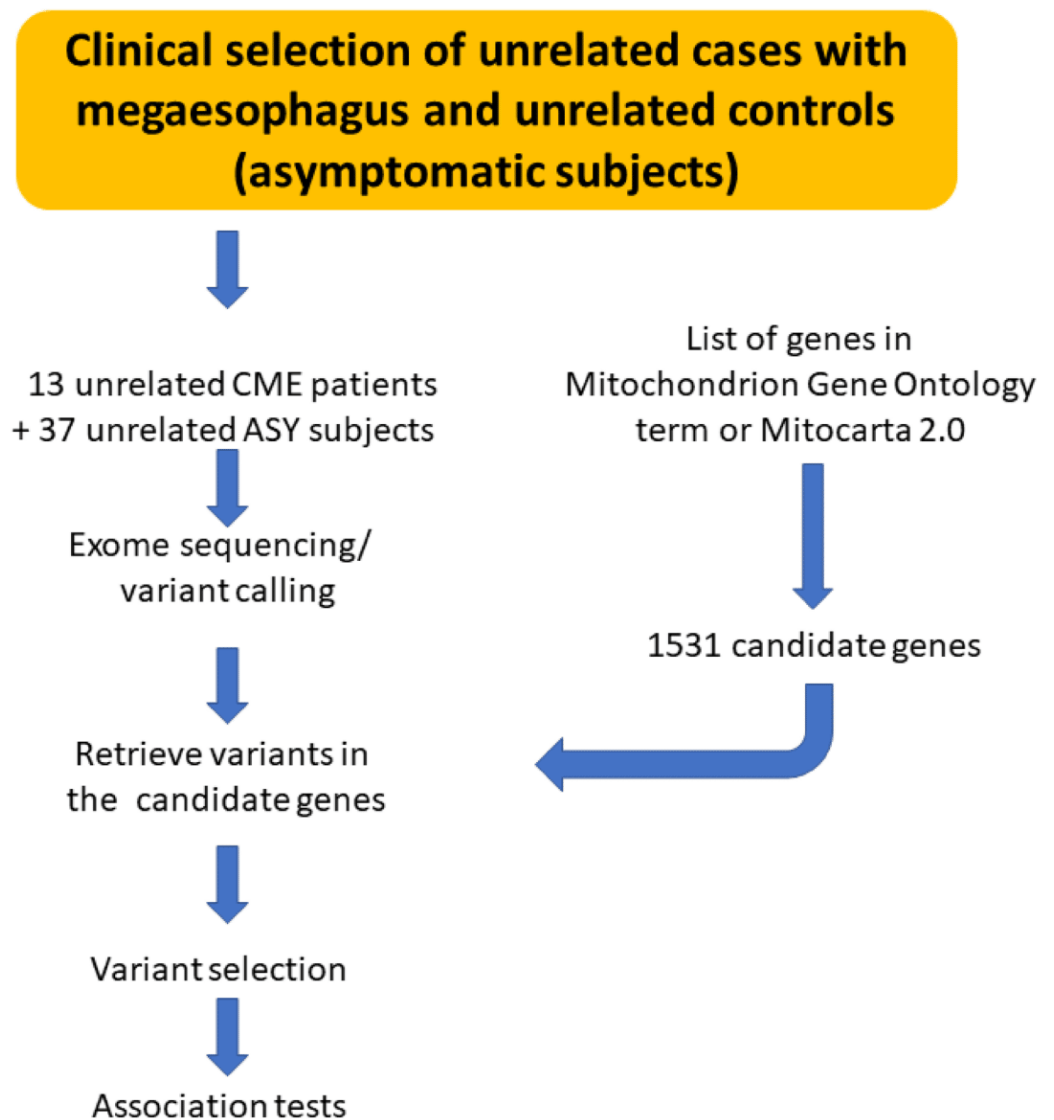 Clinical selection of unrelated cases with
megaesophagus and unrelated controls
(asymptomatic subjects)
13 unrelated CME patients
+ 37 unrelated ASY subjects
List of genes in
Mitochondrion Gene Ontology
term or Mitocarta 2.0
Exome sequencing/
variant calling
1531 candidate genes
Retrieve variants in
the candidate genes
Variant selection
Association tests